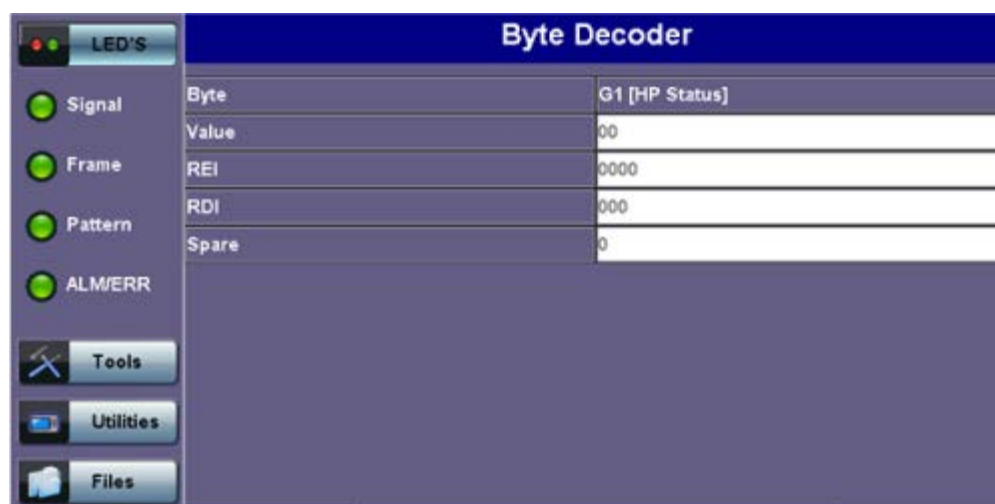 LED'S
Byte Decoder
Signal
Frame
Pattern
ALM/ERR
Tools
Utilities
Files
Byte G1 [HP Status]
Value 00
REI 0000
RDI 000
Spare 0